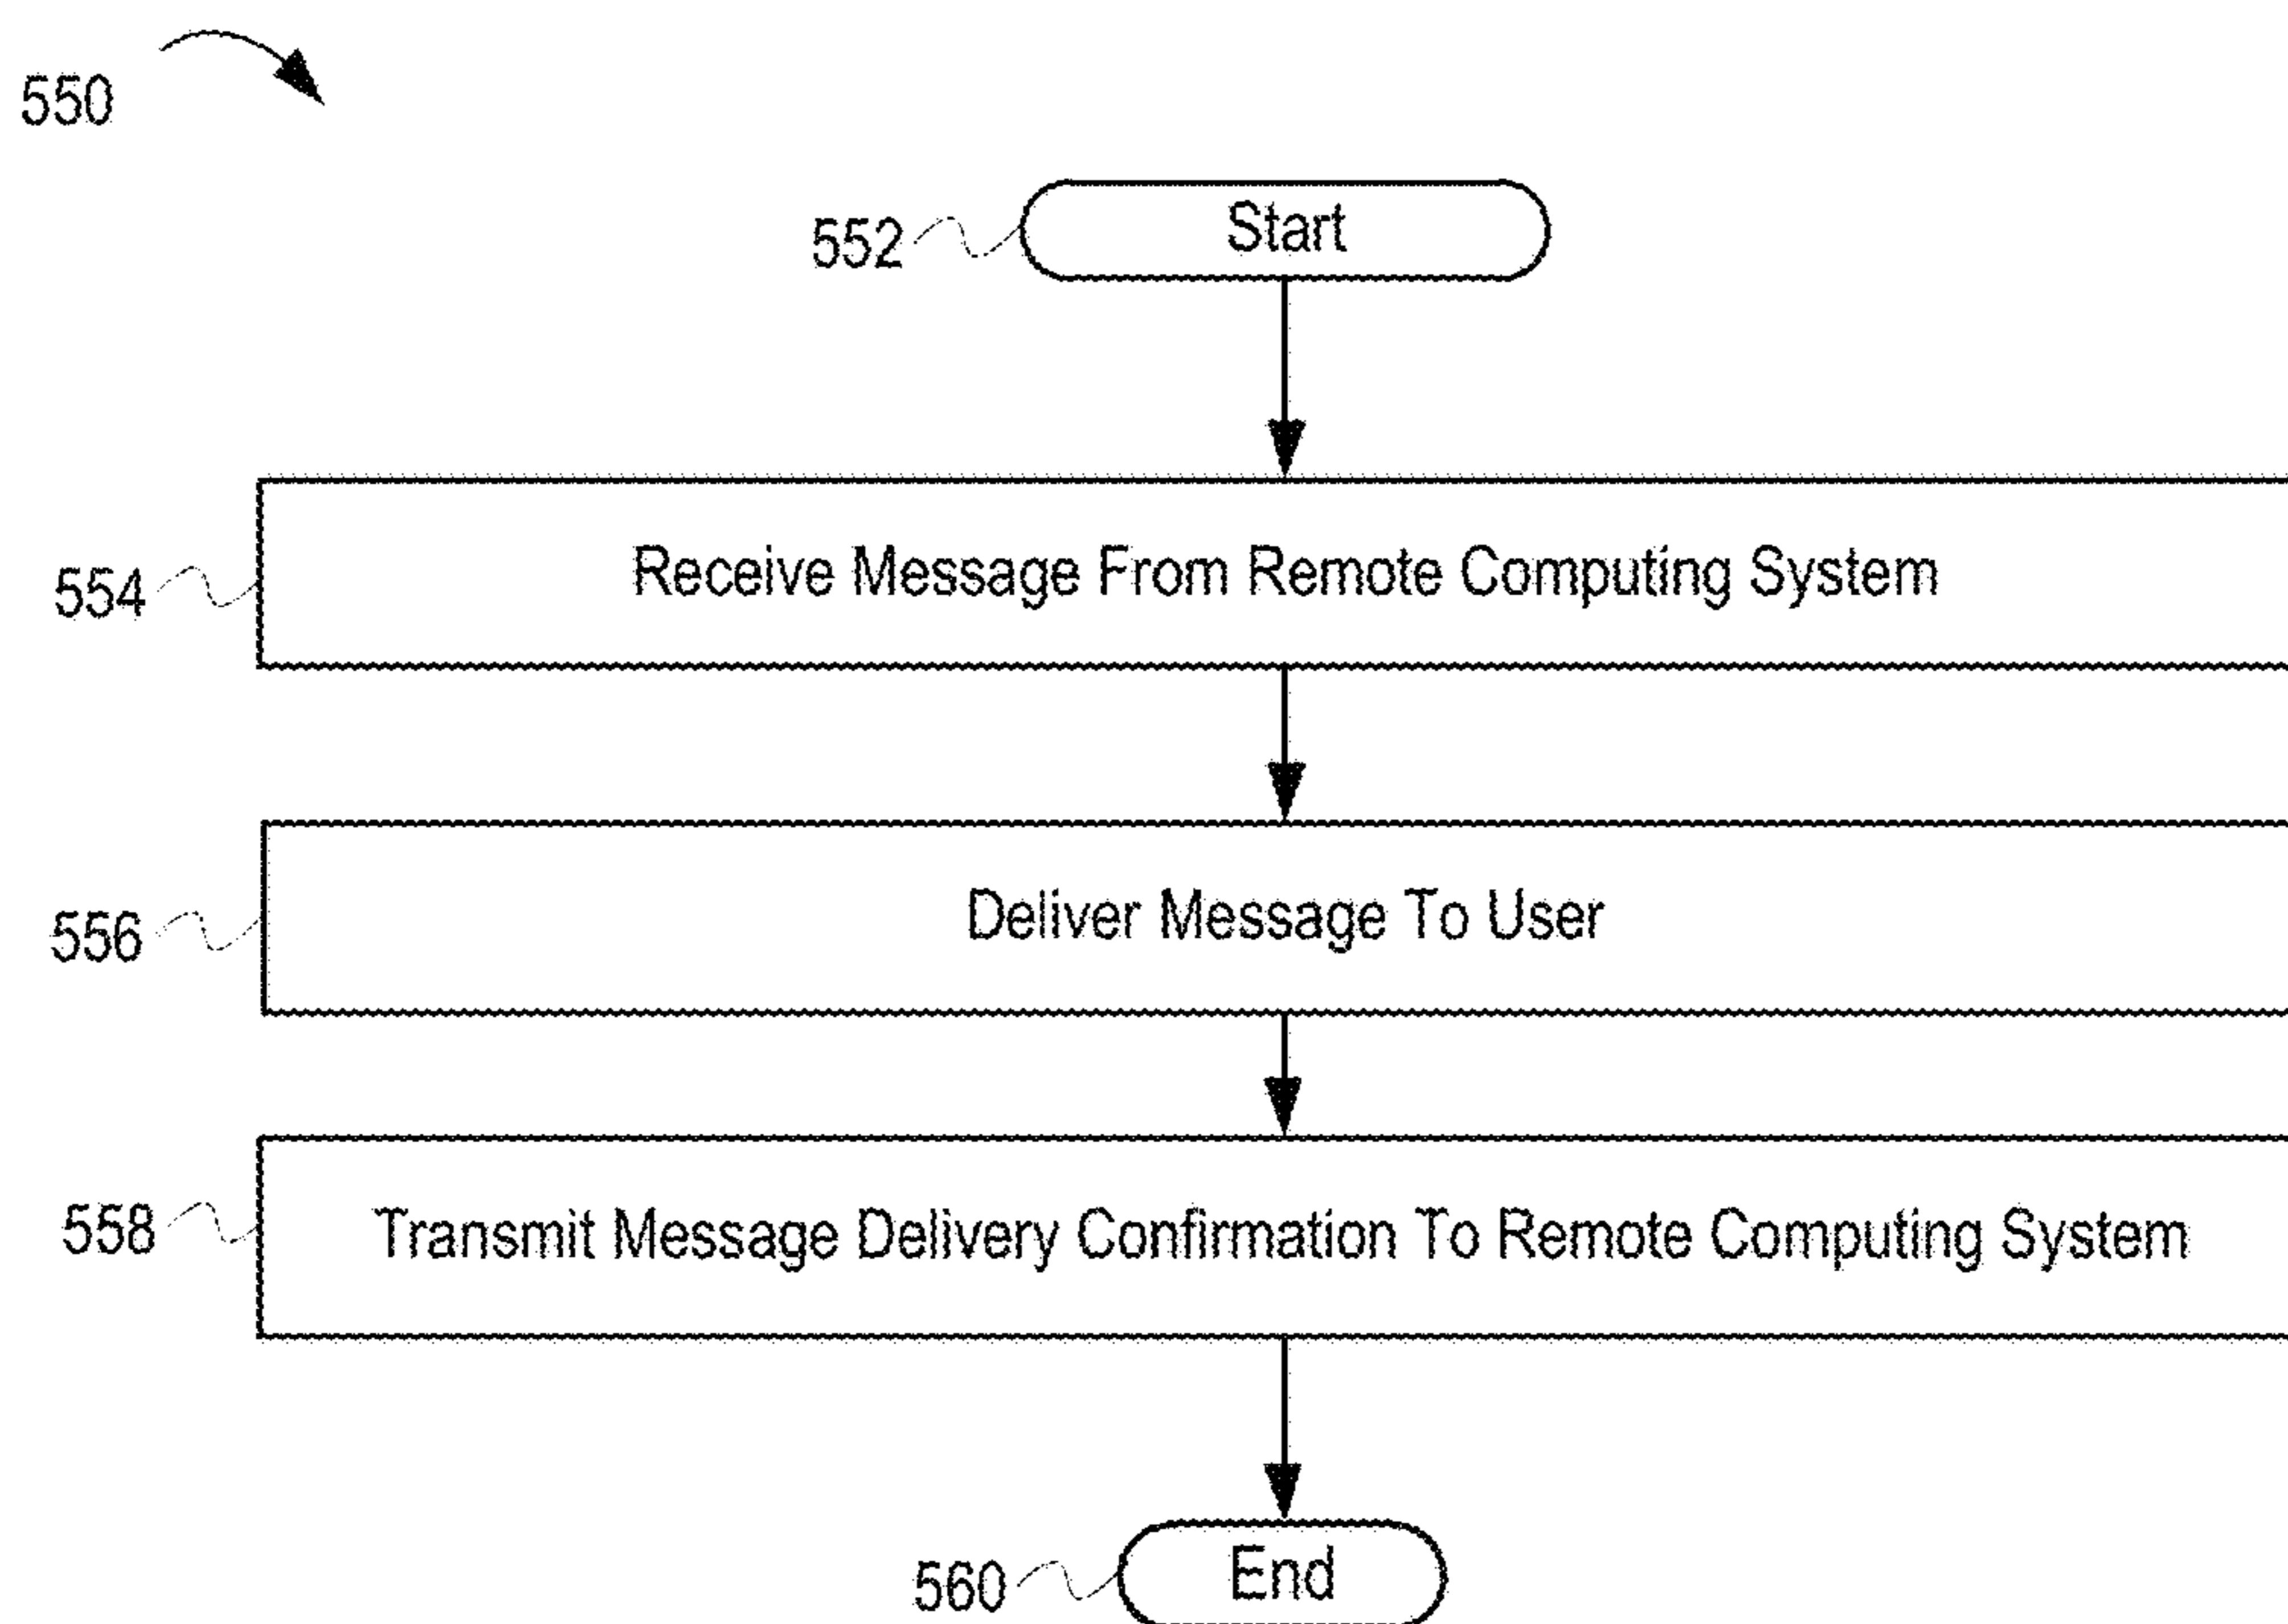 550
552
Start
554
Receive Message From Remote Computing System
556
Deliver Message To User
558
Transmit Message Delivery Confirmation To Remote Computing System
560
End